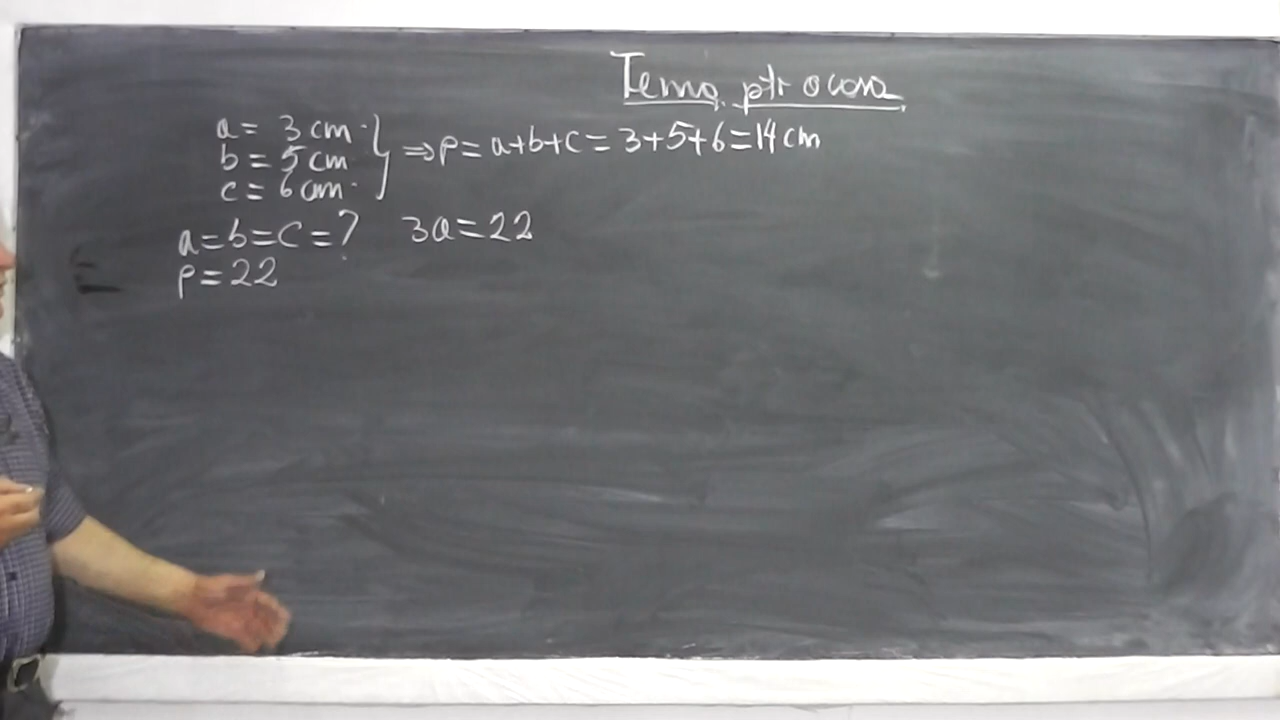 Tema ptr acasa
a = 3 cm
b = 5 cm
c = 6 cm
⇒ P = a+b+c = 3+5+6 = 14 cm
a = b = c = ? 3a = 22
P = 22